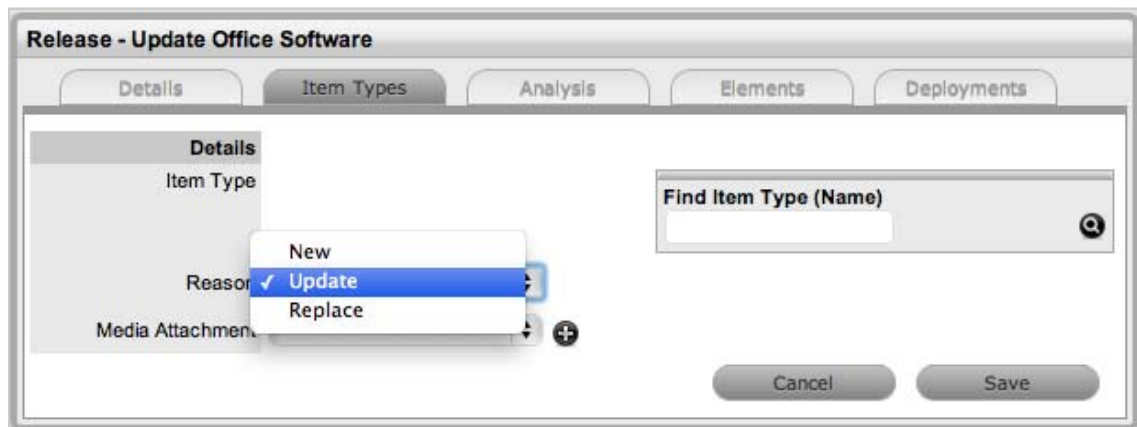 Release - Update Office Software
Details Item Types Analysis Elements Deployments
Details
Item Type
Find Item Type (Name)
New
Reason ✓ Update
Replace
Media Attachment
Cancel Save